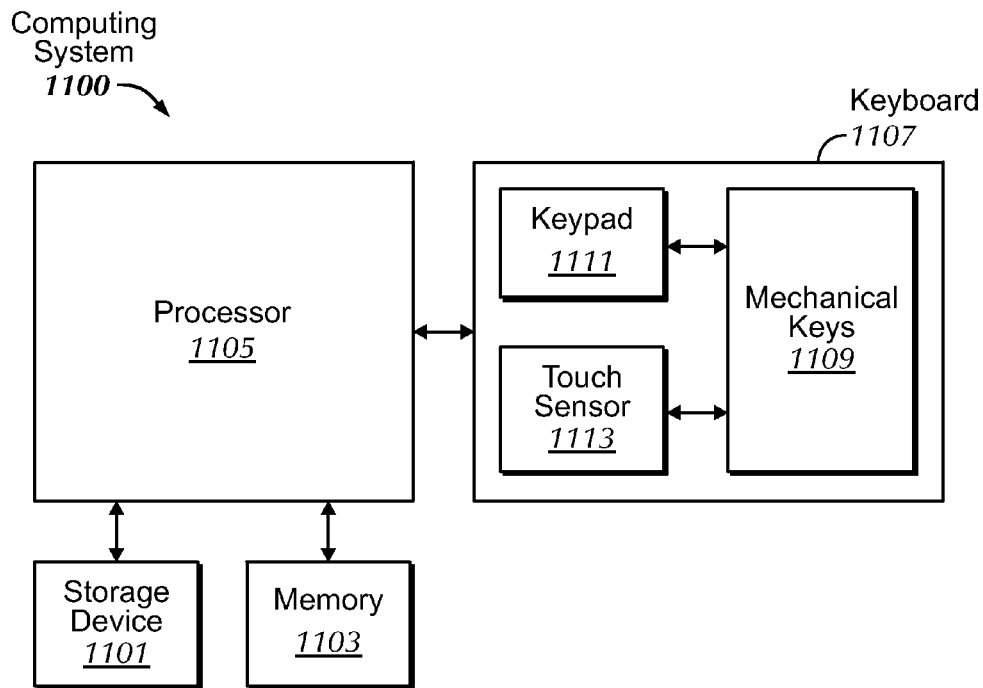 Computing
System
1100
Keyboard
1107
Processor
1105
Keypad
1111
Touch
Sensor
1113
Mechanical
Keys
1109
Storage
Device
1101
Memory
1103